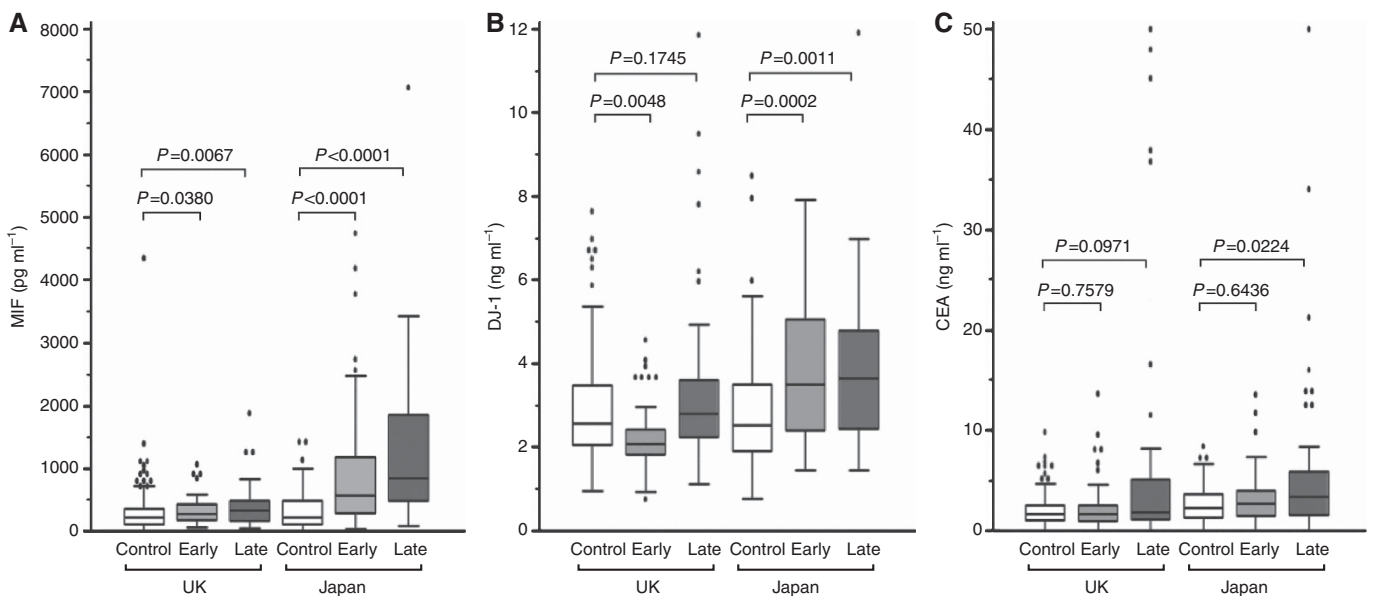 A
MIF (pg ml−1)
8000
7000
6000
5000
4000
3000
2000
1000
0
P=0.0067
P=0.0380
P<0.0001
P<0.0001
Control Early Late Control Early Late
UK Japan
B
DJ-1 (ng ml−1)
12
10
8
6
4
2
0
P=0.1745
P=0.0048
P=0.0011
P=0.0002
Control Early Late Control Early Late
UK Japan
C
CEA (ng ml−1)
50
40
30
20
10
0
P=0.0971
P=0.7579
P=0.0224
P=0.6436
Control Early Late Control Early Late
UK Japan